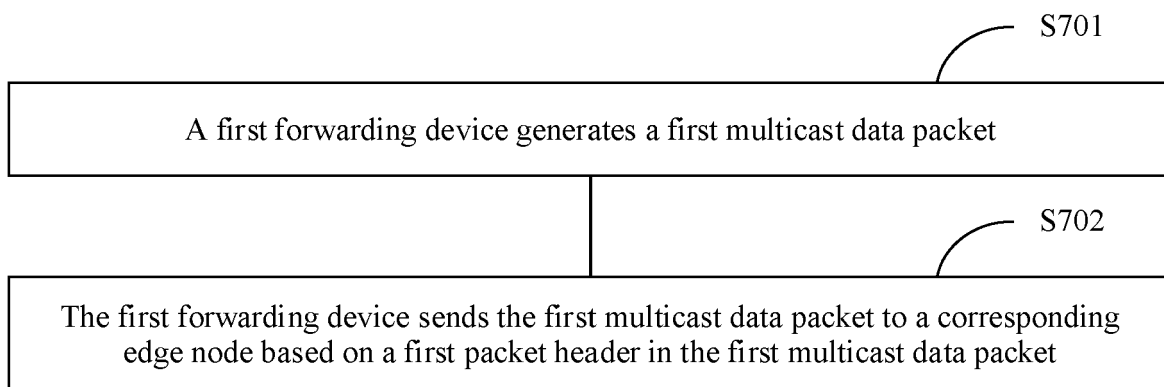 S701
A first forwarding device generates a first multicast data packet
S702
The first forwarding device sends the first multicast data packet to a corresponding
edge node based on a first packet header in the first multicast data packet